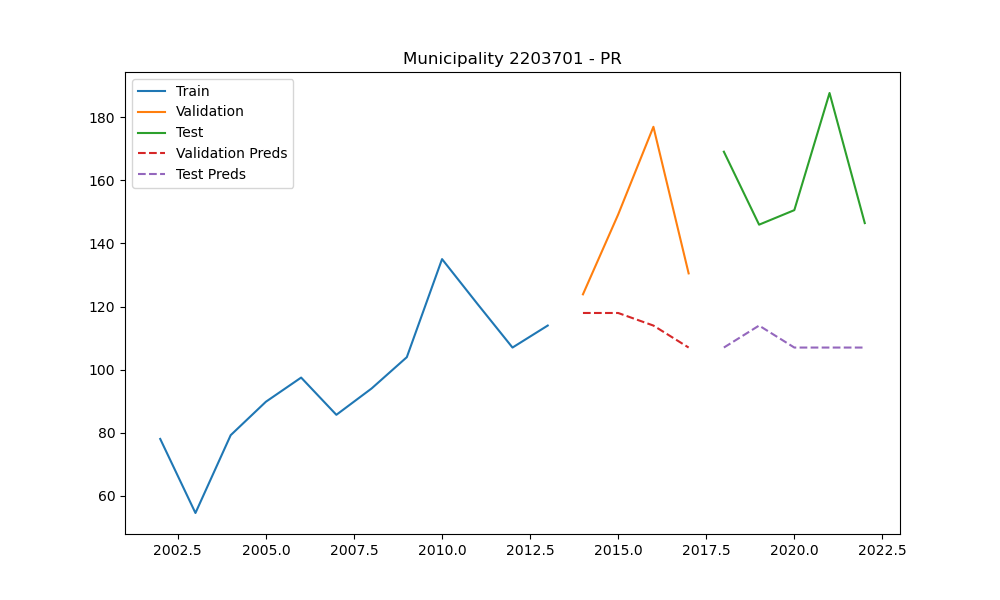 Municipality 2203701 - PR
Train
Validation
Test
Validation Preds
Test Preds
180
160
140
120
100
80
60
2002.5 2005.0 2007.5 2010.0 2012.5 2015.0 2017.5 2020.0 2022.5